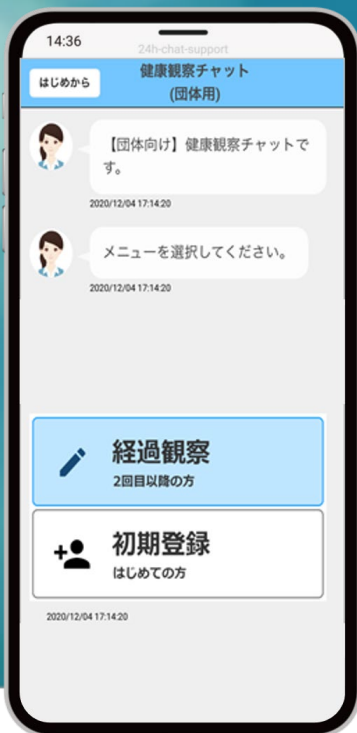 14:36
24h-chat-support
はじめから
健康観察チャット
(団体用)
【団体向け】健康観察チャットで
す。
2020/12/04 17:14:20
メニューを選択してください。
2020/12/04 17:14:20
経過観察
2回目以降の方
初期登録
はじめての方
2020/12/04 17:14:20